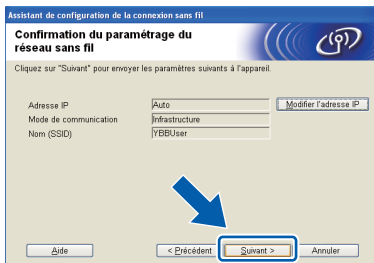 Assistant de configuration de la connexion sans fil
Confirmation du paramétrage du
réseau sans fil
Cliquez sur "Suivant" pour envoyer les paramètres suivants à l'appareil.
Adresse IP
Auto
Modifier l'adresse IP
Mode de communication
Infrastructure
Nom (SSID)
YBBUser
Aide
< Précédent
Suivant >
Annuler